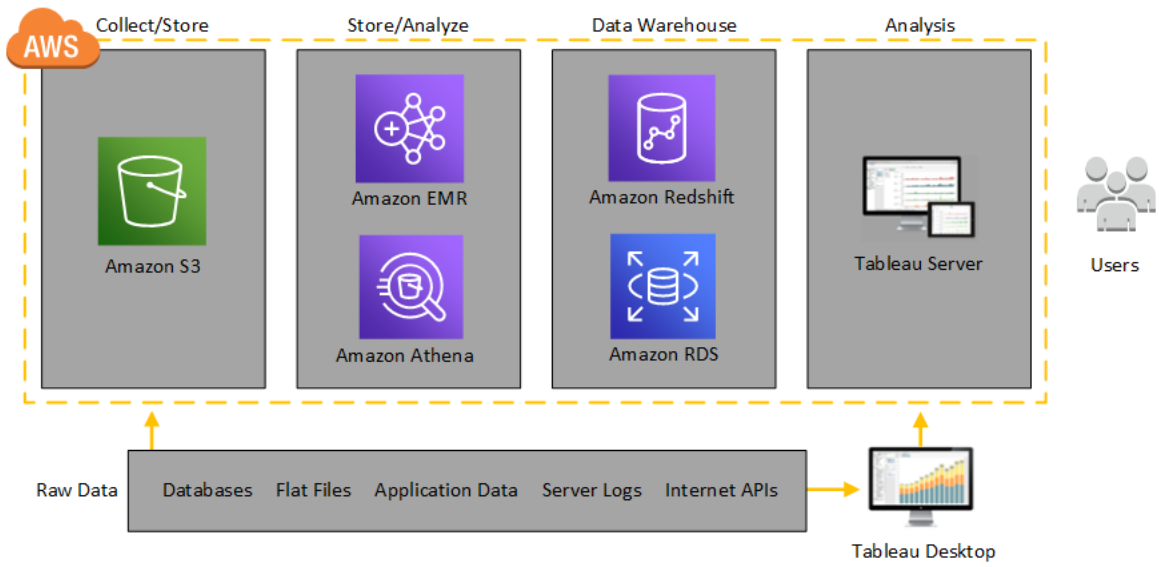 AWS
Collect/Store
Store/Analyze
Data Warehouse
Analysis
Amazon S3
Amazon EMR
Amazon Athena
Amazon Redshift
Amazon RDS
Tableau Server
Users
Raw Data
Databases
Flat Files
Application Data
Server Logs
Internet APIs
Tableau Desktop